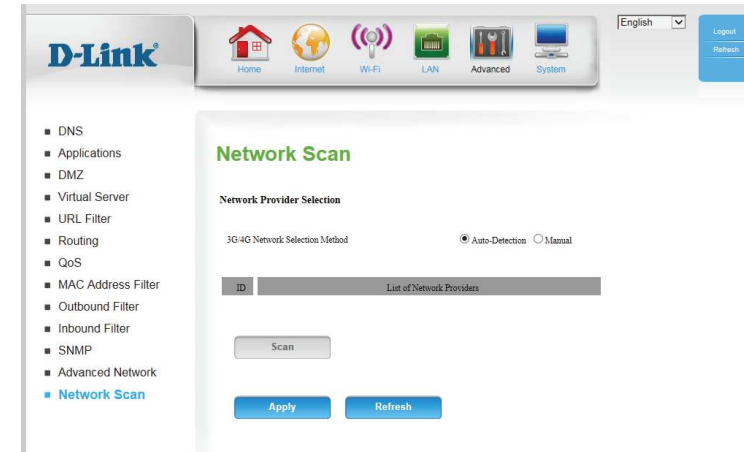 English
Logout
Refresh
D-Link
Home Internet Wi-Fi LAN Advanced System
DNS
Applications
DMZ
Virtual Server
URL Filter
Routing
QoS
MAC Address Filter
Outbound Filter
Inbound Filter
SNMP
Advanced Network
Network Scan
Network Scan
Network Provider Selection
3G/4G Network Selection Method Auto-Detection Manual
ID List of Network Providers
Scan
Apply Refresh